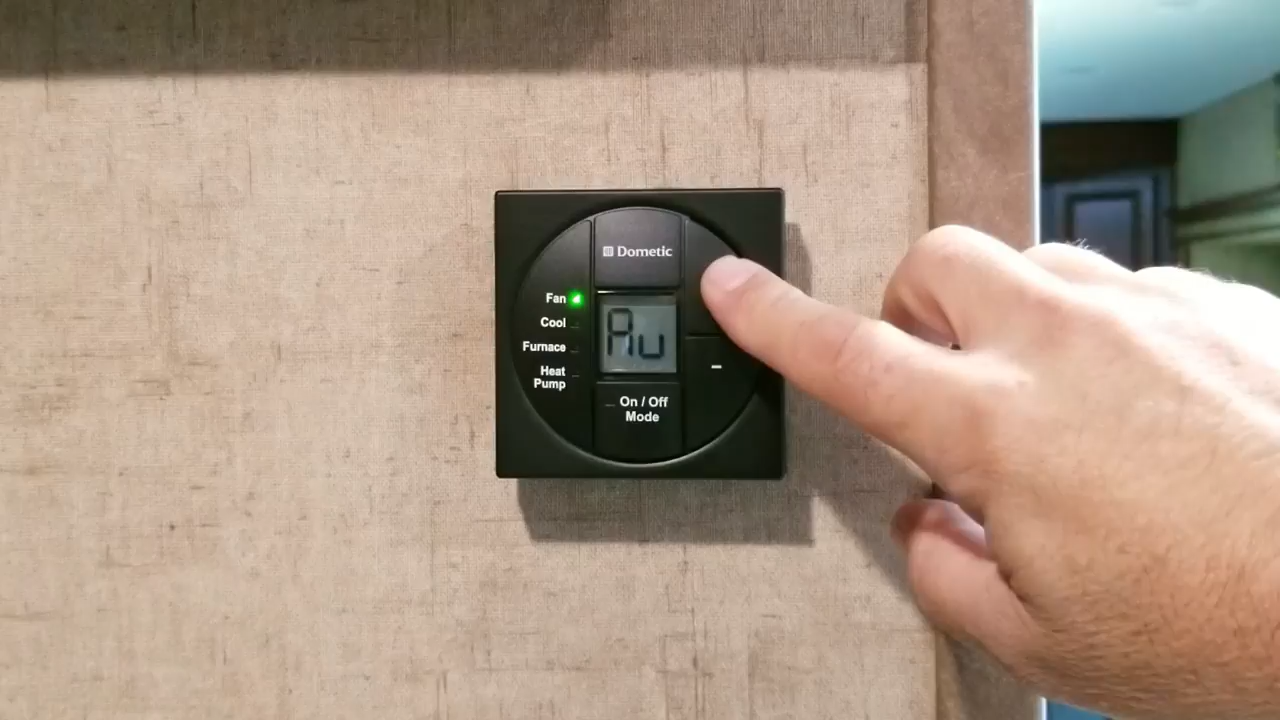 Dometic
Fan
Cool
Furnace
Heat
Pump
Au
-
On / Off
Mode